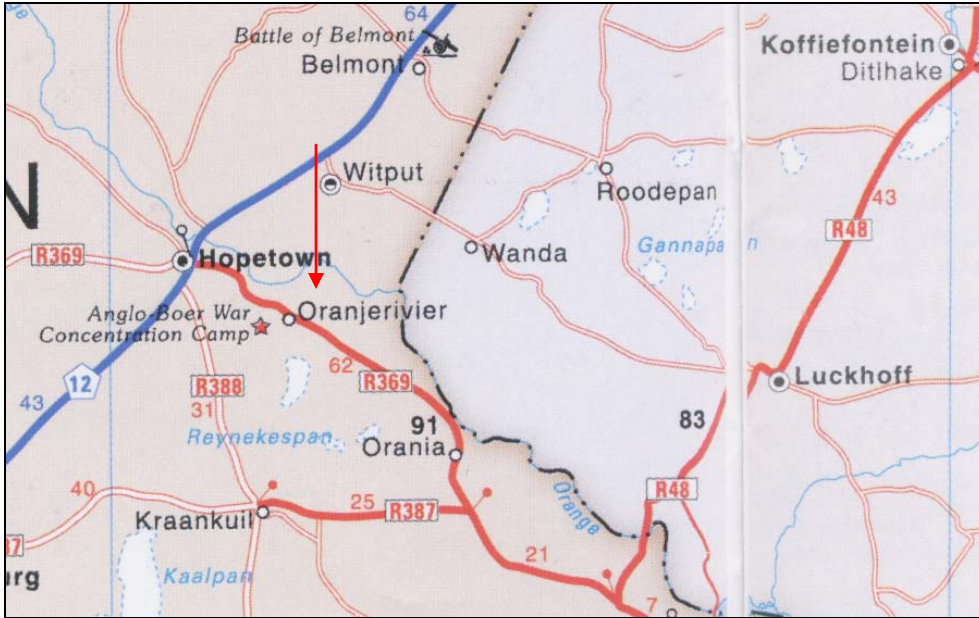 64
Battle of Belmont
Belmont
Koffiefontein
Ditlhake
Witput
Roodepan
43
R48
N
R369
Hopetown
Wanda
Anglo-Boer War
Concentration Camp
Oranjerivier
12
43
R388
31
62
R369
Luckhoff
Reynekespan
91
Orania
83
40
Kraankuil
25
R387
Orange
R48
21
Kaalpan
7